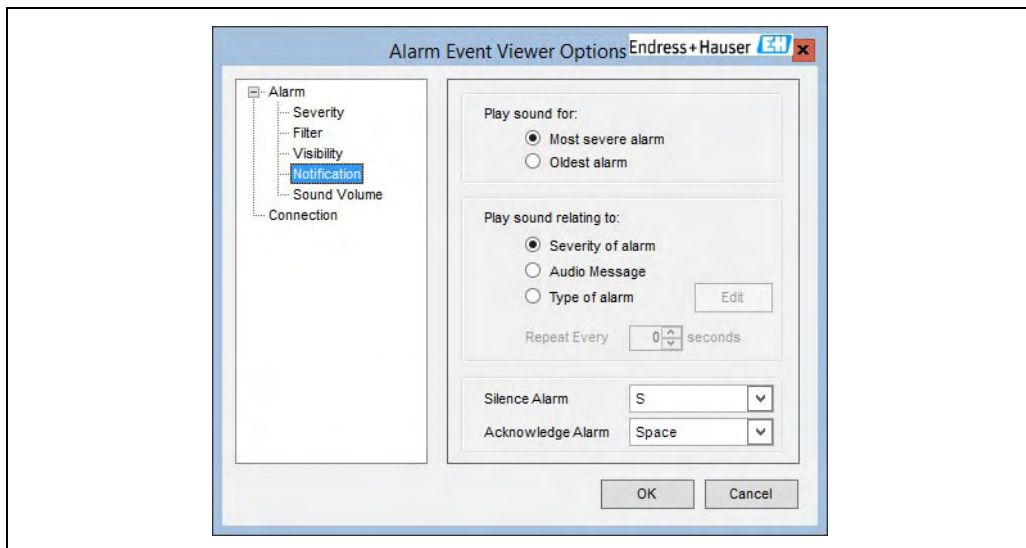 Alarm Event Viewer Options
Endress+Hauser EH
Alarm
Severity
Filter
Visibility
Notification
Sound Volume
Connection
Play sound for:
Most severe alarm
Oldest alarm
Play sound relating to:
Severity of alarm
Audio Message
Type of alarm
Edit
Repeat Every 0 seconds
Silence Alarm S
Acknowledge Alarm Space
OK Cancel